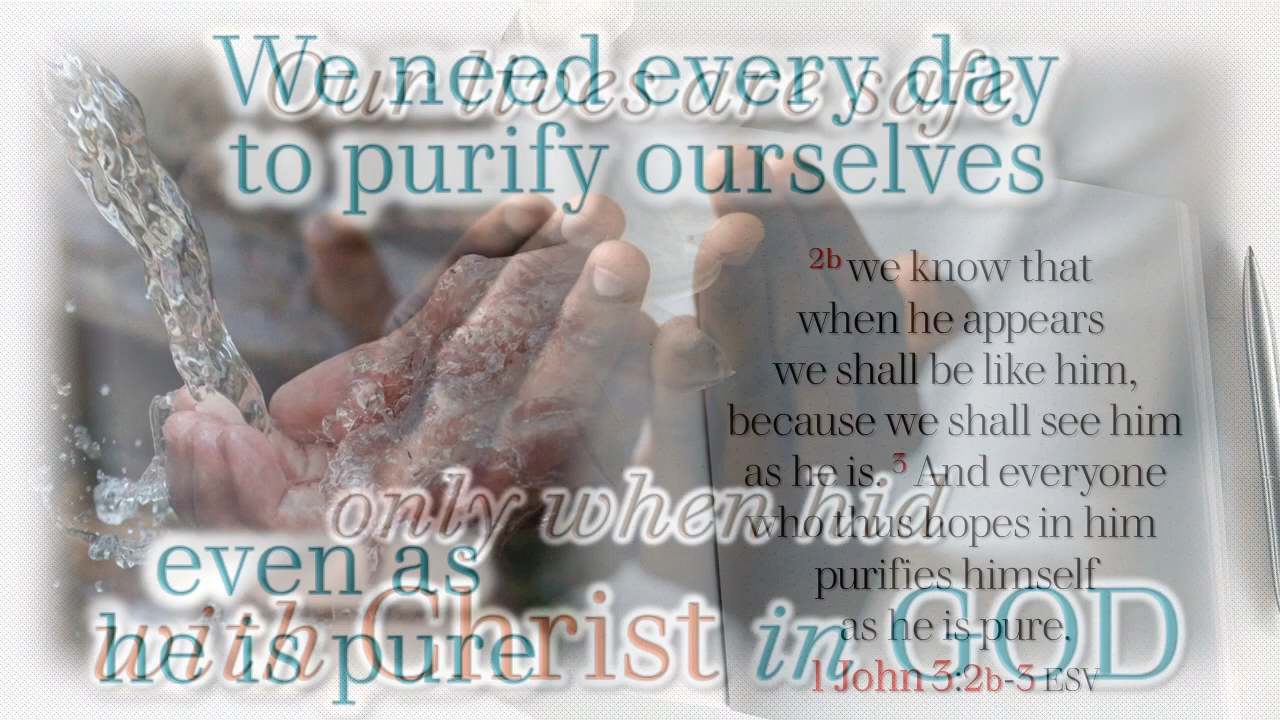 We need every day
to purify ourselves
Our lives are safe
2b we know that
when he appears
we shall be like him,
because we shall see him
as he is. 3 And everyone
who thus hopes in him
purifies himself
as he is pure.
1 John 3:2b-3 ESV
only when hid
with Christ in GOD
even as
he is pure